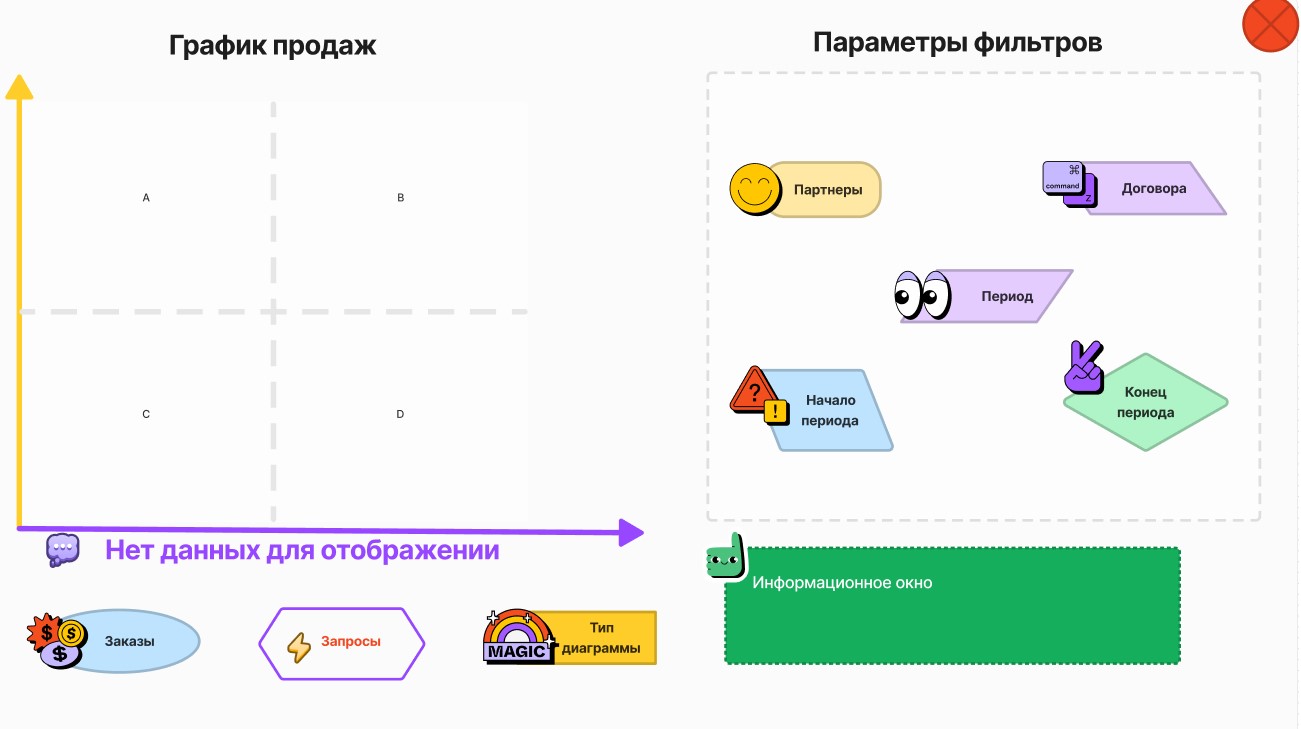 График продаж
Параметры фильтров
A
B
C
D
Партнеры
⌘
command
Z
Договора
Период
?
!
Начало
периода
Конец
периода
Нет данных для отображении
Информационное окно
$
$
$
Заказы
Запросы
MAGIC
Тип
диаграммы